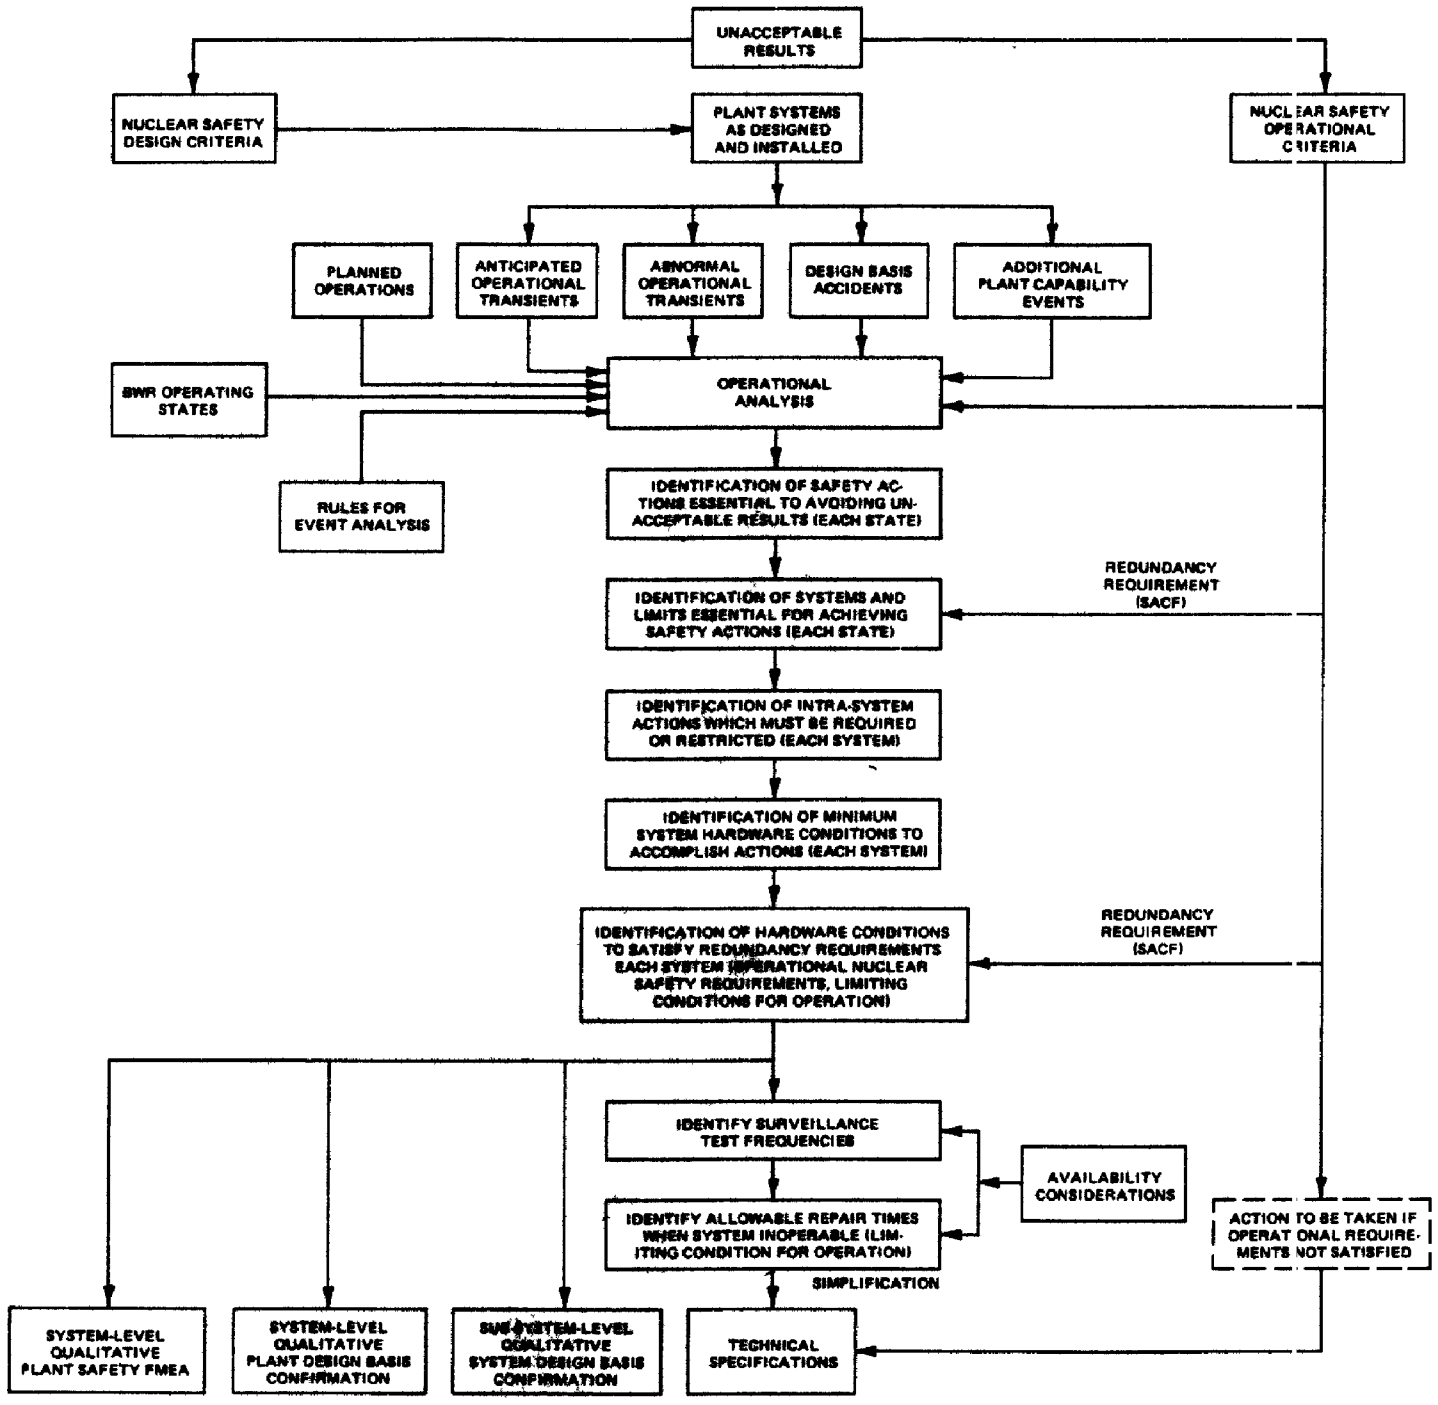 UNACCEPTABLE
RESULTS
NUCLEAR SAFETY
DESIGN CRITERIA
PLANT SYSTEMS
AS DESIGNED
AND INSTALLED
NUCLEAR SAFETY
OPERATIONAL
CRITERIA
PLANNED
OPERATIONS
ANTICIPATED
OPERATIONAL
TRANSIENTS
ABNORMAL
OPERATIONAL
TRANSIENTS
DESIGN BASIS
ACCIDENTS
ADDITIONAL
PLANT CAPABILITY
EVENTS
BWR OPERATING
STATES
OPERATIONAL
ANALYSIS
RULES FOR
EVENT ANALYSIS
IDENTIFICATION OF SAFETY AC-
TIONS ESSENTIAL TO AVOIDING UN-
ACCEPTABLE RESULTS (EACH STATE)
REDUNDANCY
REQUIREMENT
(SACF)
IDENTIFICATION OF SYSTEMS AND
LIMITS ESSENTIAL FOR ACHIEVING
SAFETY ACTIONS (EACH STATE)
IDENTIFICATION OF INTRA-SYSTEM
ACTIONS WHICH MUST BE REQUIRED
OR RESTRICTED (EACH SYSTEM)
IDENTIFICATION OF MINIMUM
SYSTEM HARDWARE CONDITIONS TO
ACCOMPLISH ACTIONS (EACH SYSTEM)
REDUNDANCY
REQUIREMENT
(SACF)
IDENTIFICATION OF HARDWARE CONDITIONS
TO SATISFY REDUNDANCY REQUIREMENTS
EACH SYSTEM (OPERATIONAL NUCLEAR
SAFETY REQUIREMENTS, LIMITING
CONDITIONS FOR OPERATION)
IDENTIFY SURVEILLANCE
TEST FREQUENCIES
AVAILABILITY
CONSIDERATIONS
IDENTIFY ALLOWABLE REPAIR TIMES
WHEN SYSTEM INOPERABLE (LIM-
ITING CONDITION FOR OPERATION)
ACTION TO BE TAKEN IF
OPERATIONAL REQUIRE-
MENTS NOT SATISFIED
SIMPLIFICATION
SYSTEM-LEVEL
QUALITATIVE
PLANT SAFETY FMEA
SYSTEM-LEVEL
QUALITATIVE
PLANT DESIGN BASIS
CONFIRMATION
SUB-SYSTEM-LEVEL
QUALITATIVE
SYSTEM DESIGN BASIS
CONFIRMATION
TECHNICAL
SPECIFICATIONS